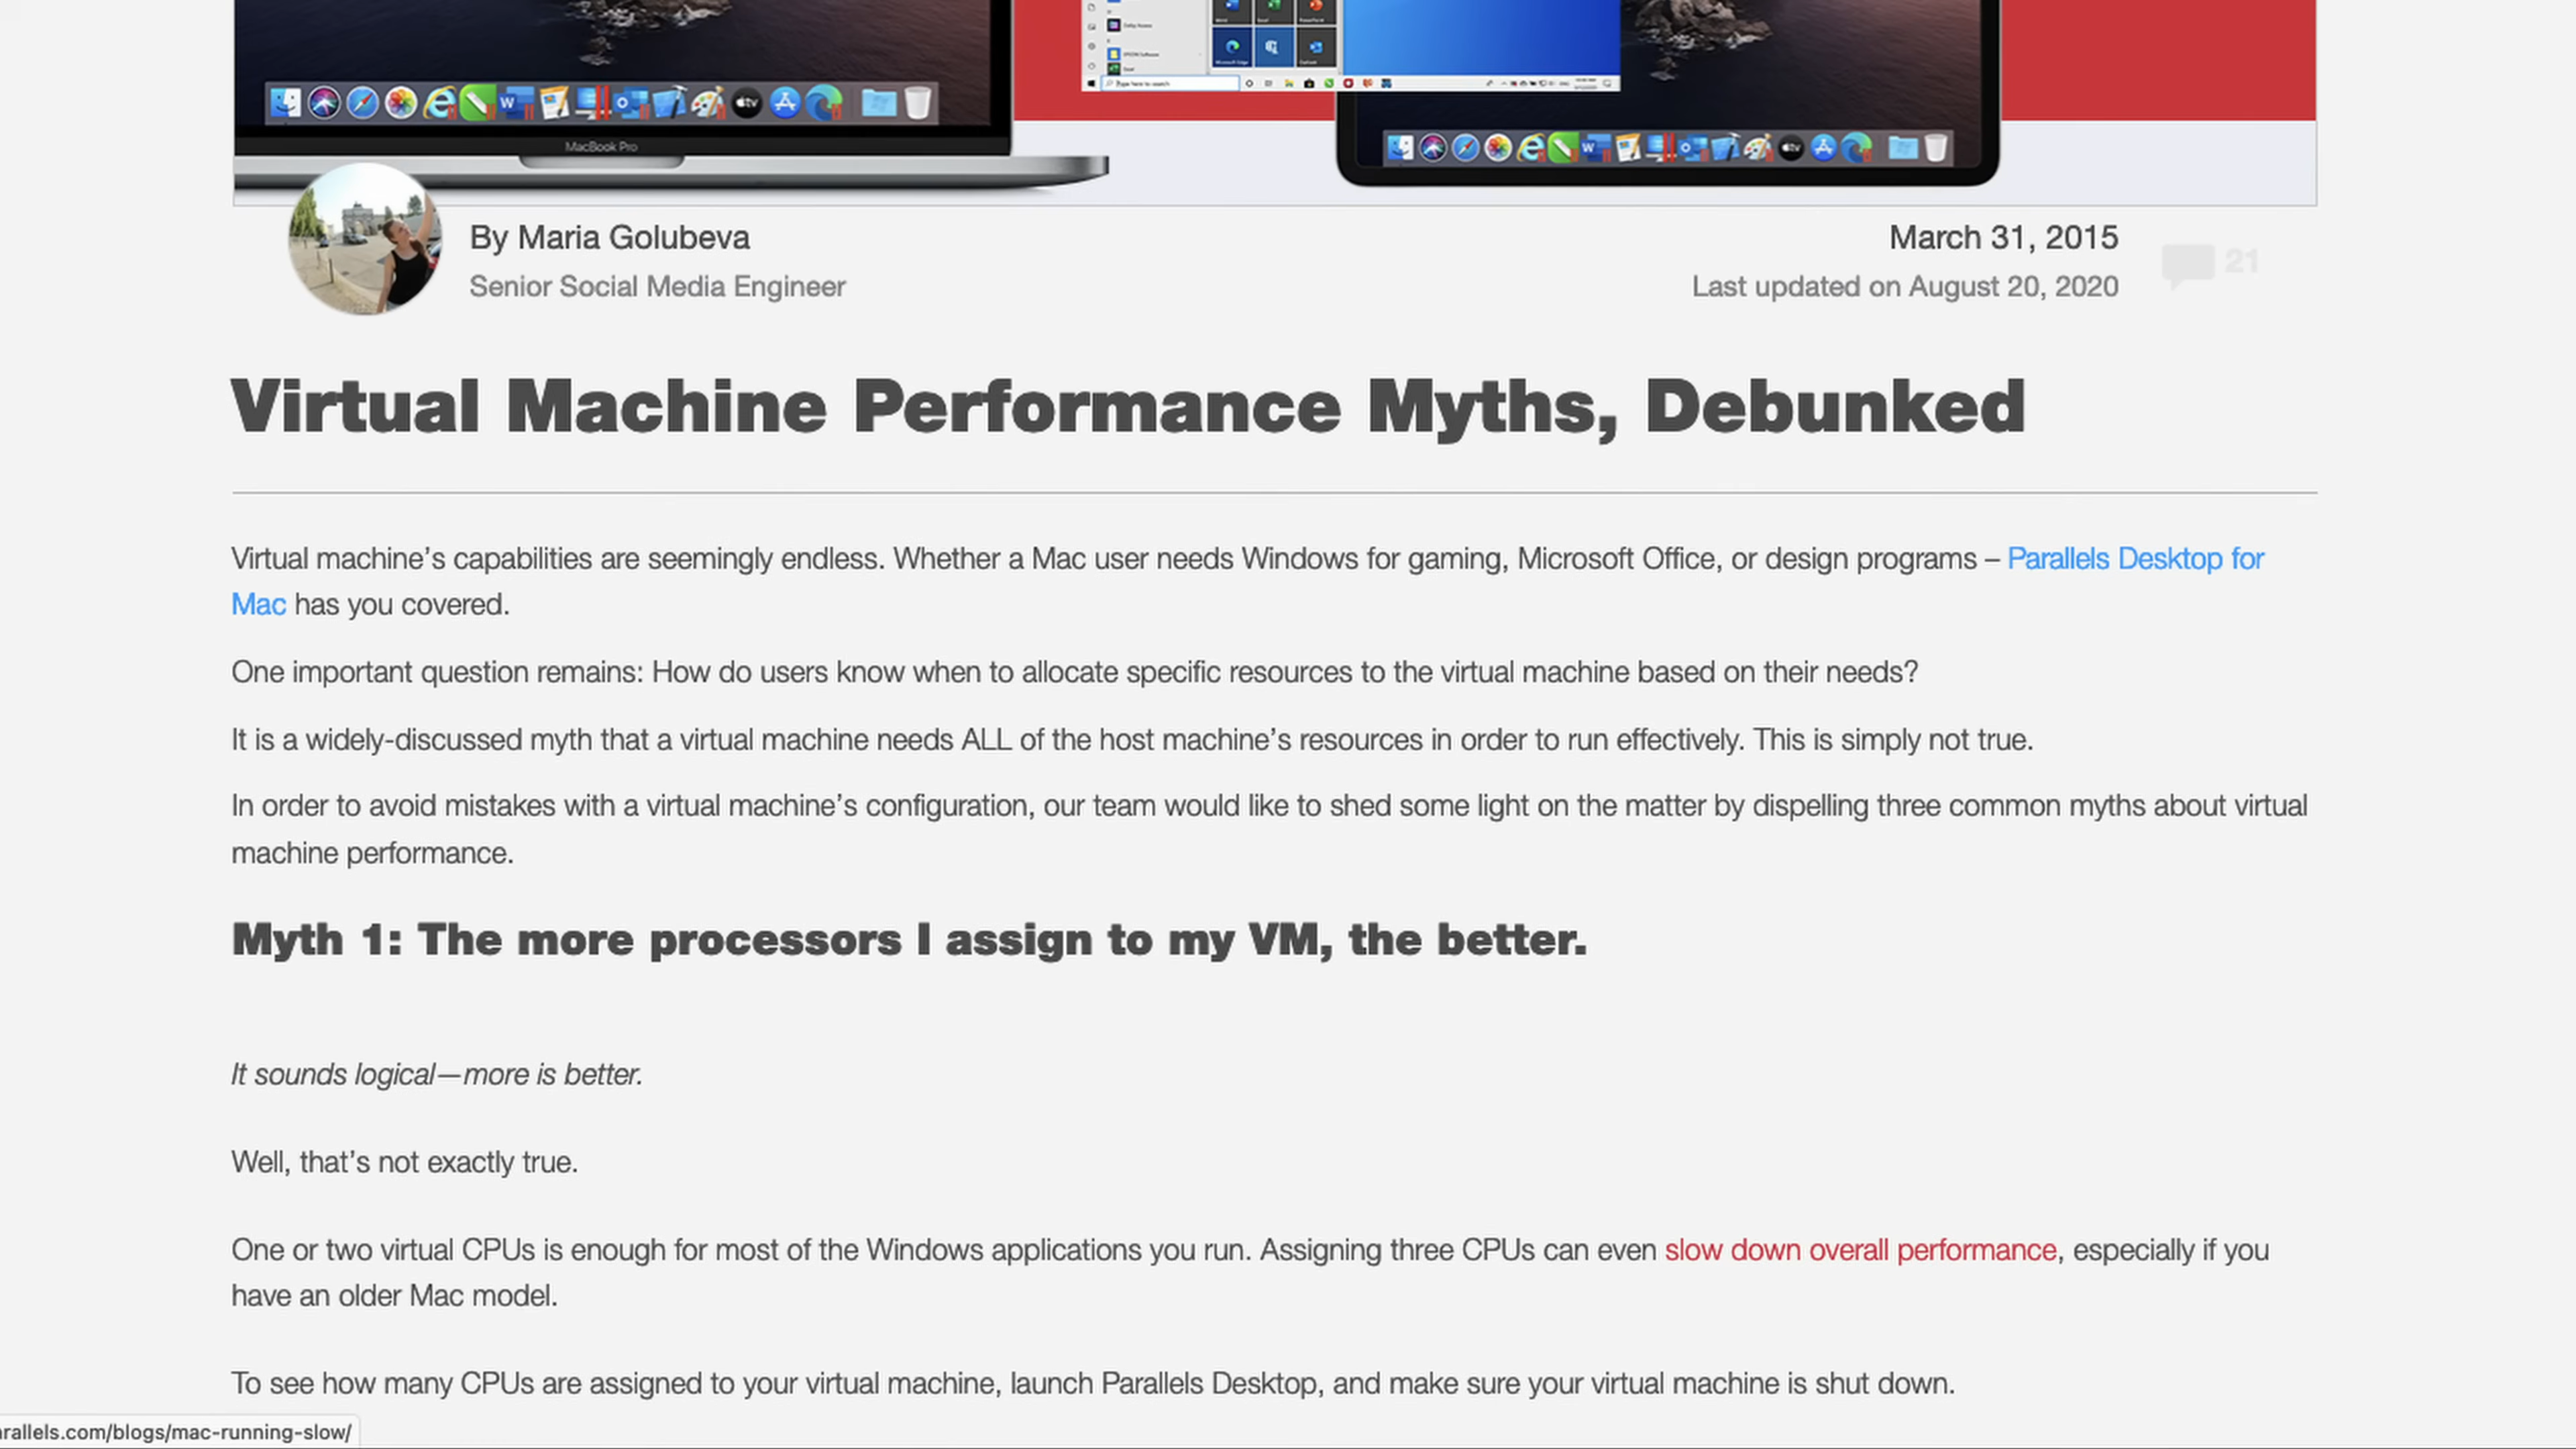 Type here to search
MacBook Pro
By Maria Golubeva
Senior Social Media Engineer
March 31, 2015
Last updated on August 20, 2020
21
Virtual Machine Performance Myths, Debunked
Virtual machine’s capabilities are seemingly endless. Whether a Mac user needs Windows for gaming, Microsoft Office, or design programs – Parallels Desktop for
Mac has you covered.
One important question remains: How do users know when to allocate specific resources to the virtual machine based on their needs?
It is a widely-discussed myth that a virtual machine needs ALL of the host machine’s resources in order to run effectively. This is simply not true.
In order to avoid mistakes with a virtual machine’s configuration, our team would like to shed some light on the matter by dispelling three common myths about virtual
machine performance.
Myth 1: The more processors I assign to my VM, the better.
It sounds logical—more is better.
Well, that’s not exactly true.
One or two virtual CPUs is enough for most of the Windows applications you run. Assigning three CPUs can even slow down overall performance, especially if you
have an older Mac model.
To see how many CPUs are assigned to your virtual machine, launch Parallels Desktop, and make sure your virtual machine is shut down.
arallels.com/blogs/mac-running-slow/